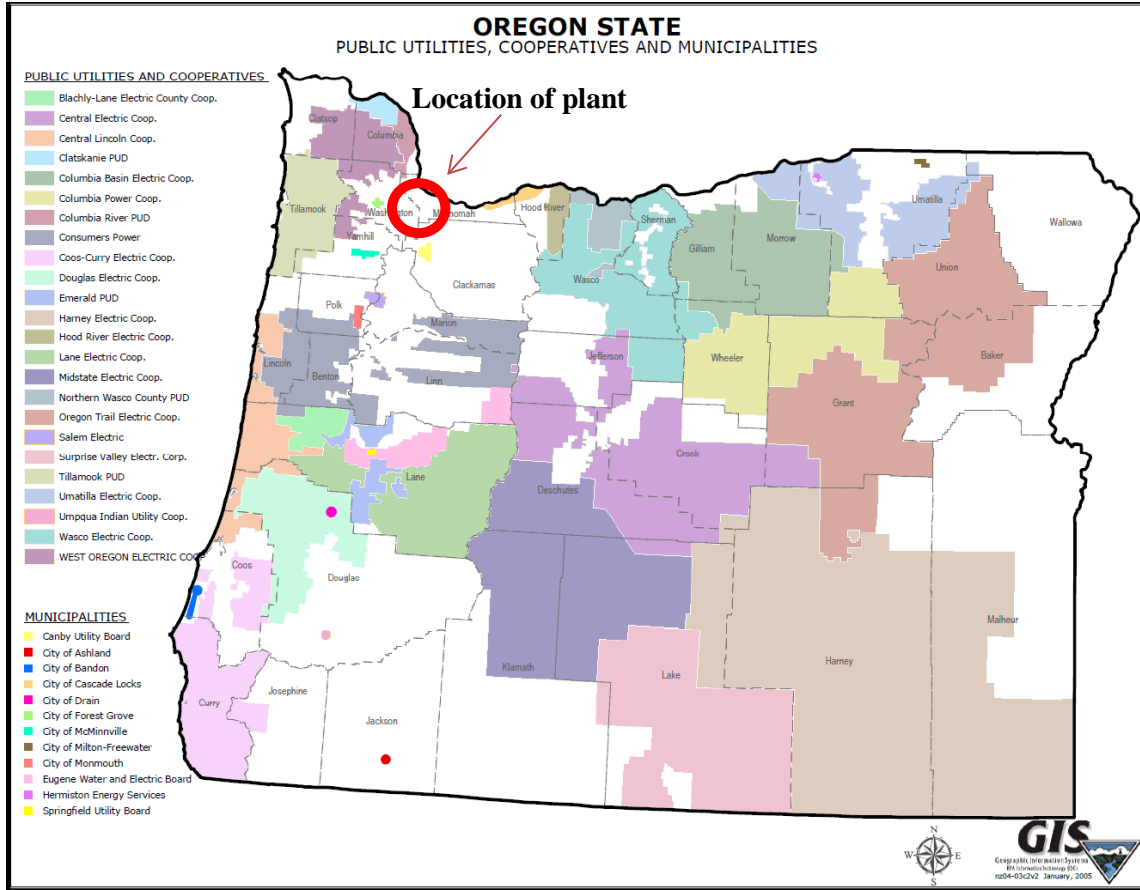 OREGON STATE
PUBLIC UTILITIES, COOPERATIVES AND MUNICIPALITIES
PUBLIC UTILITIES AND COOPERATIVES
Blachly-Lane Electric County Coop.
Central Electric Coop.
Central Lincoln Coop.
Clatskanie PUD
Columbia Basin Electric Coop.
Columbia Power Coop.
Columbia River PUD
Consumers Power
Coos-Curry Electric Coop.
Douglas Electric Coop.
Emerald PUD
Harney Electric Coop.
Hood River Electric Coop.
Lane Electric Coop.
Midstate Electric Coop.
Northern Wasco County PUD
Oregon Trail Electric Coop.
Salem Electric
Surprise Valley Electr. Corp.
Tillamook PUD
Umatilla Electric Coop.
Umpqua Indian Utility Coop.
Wasco Electric Coop.
WEST OREGON ELECTRIC COOP
MUNICIPALITIES
Canby Utility Board
City of Ashland
City of Bandon
City of Cascade Locks
City of Drain
City of Forest Grove
City of McMinnville
City of Milton-Freewater
City of Monmouth
Eugene Water and Electric Board
Hermiston Energy Services
Springfield Utility Board
Location of plant
Clatsop
Columbia
Tillamook
Washington
Multnomah
Hood River
Yamhill
Clackamas
Wasco
Sherman
Gilliam
Morrow
Umatilla
Wallowa
Union
Polk
Marion
Lincoln
Benton
Linn
Jefferson
Wheeler
Baker
Grant
Crook
Lane
Deschutes
Coos
Douglas
Malheur
Harney
Lake
Klamath
Josephine
Curry
Jackson
N
W E
S
GIS
Geographic Information Systems
BPA Information Technology (IDC)
nz04-03c2v2 January, 2005